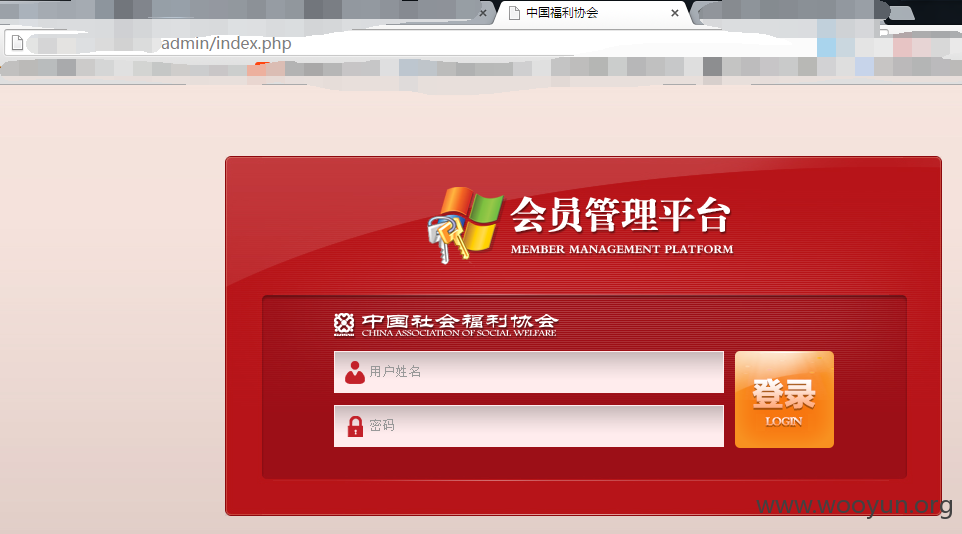 中国福利协会
admin/index.php
会员管理平台
MEMBER MANAGEMENT PLATFORM
中国社会福利协会
CHINA ASSOCIATION OF SOCIAL WELFARE
用户姓名
密码
登录
LOGIN
www.wooyun.org